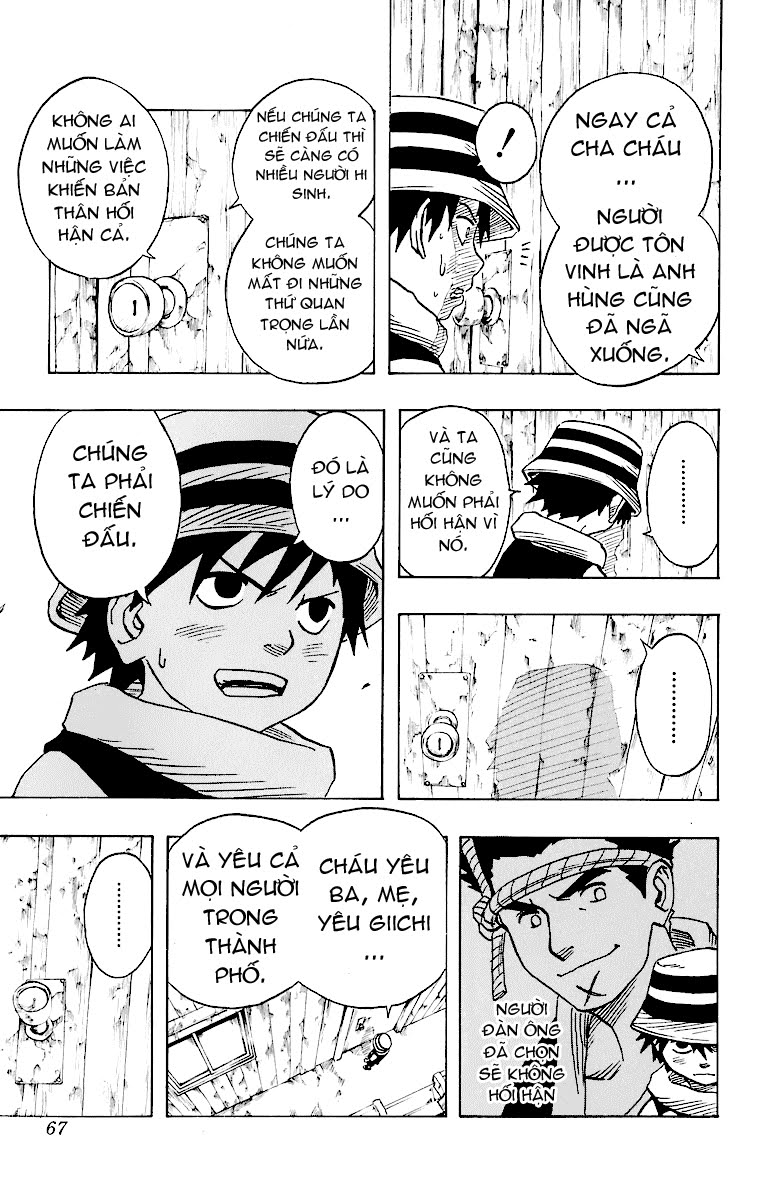 NGAY CẢ
CHA CHÁU
...
NGƯỜI
ĐƯỢC TÔN
VINH LÀ ANH
HÙNG CŨNG
ĐÃ NGÃ
XUỐNG.
!
NẾU CHÚNG TA
CHIẾN ĐẤU THÌ
SẼ CÀNG CÓ
NHIỀU NGƯỜI HI
SINH.
CHÚNG TA
KHÔNG MUỐN
MẤT ĐI NHỮNG
THỨ QUAN
TRỌNG LẦN
NỮA.
KHÔNG AI
MUỐN LÀM
NHỮNG VIỆC
KHIẾN BẢN
THÂN HỐI
HẬN CẢ.
.........
VÀ TA
CŨNG
KHÔNG
MUỐN PHẢI
HỐI HẬN VÌ
NÓ.
.........
ĐÓ LÀ
LÝ DO
...
CHÚNG
TA PHẢI
CHIẾN
ĐẤU.
NGƯỜI
ĐÀN ÔNG
ĐÃ CHỌN
SẼ KHÔNG
HỐI HẬN
CHÁU YÊU
BA, MẸ,
YÊU GIICHI
...
VÀ YÊU CẢ
MỌI NGƯỜI
TRONG
THÀNH
PHỐ.
.........
67